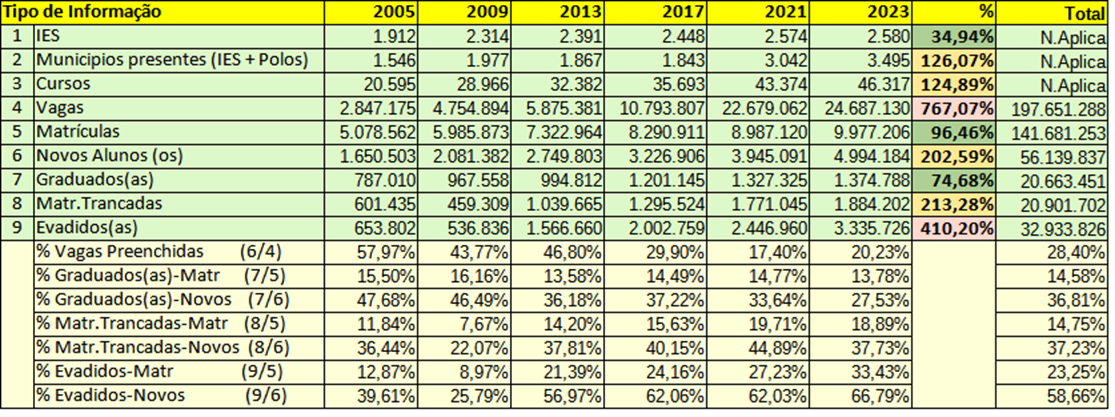 Tipo de Informação 2005 2009 2013 2017 2021 2023 % Total
1 IES 1.912 2.314 2.391 2.448 2.574 2.580 34,94% N.Aplica
2 Municipios presentes (IES + Polos) 1.546 1.977 1.867 1.843 3.042 3.495 126,07% N.Aplica
3 Cursos 20.595 28.966 32.382 35.693 43.374 46.317 124,89% N.Aplica
4 Vagas 2.847.175 4.754.894 5.875.381 10.793.807 22.679.062 24.687.130 767,07% 197.651.288
5 Matrículas 5.078.562 5.985.873 7.322.964 8.290.911 8.987.120 9.977.206 96,46% 141.681.253
6 Novos Alunos (os) 1.650.503 2.081.382 2.749.803 3.226.906 3.945.091 4.994.184 202,59% 56.139.837
7 Graduados(as) 787.010 967.558 994.812 1.201.145 1.327.325 1.374.788 74,68% 20.663.451
8 Matr.Trancadas 601.435 459.309 1.039.665 1.295.524 1.771.045 1.884.202 213,28% 20.901.702
9 Evadidos(as) 653.802 536.836 1.566.660 2.002.759 2.446.960 3.335.726 410,20% 32.933.826
% Vagas Preenchidas (6/4) 57,97% 43,77% 46,80% 29,90% 17,40% 20,23% 28,40%
% Graduados(as)-Matr (7/5) 15,50% 16,16% 13,58% 14,49% 14,77% 13,78% 14,58%
% Graduados(as)-Novos (7/6) 47,68% 46,49% 36,18% 37,22% 33,64% 27,53% 36,81%
% Matr.Trancadas-Matr (8/5) 11,84% 7,67% 14,20% 15,63% 19,71% 18,89% 14,75%
% Matr.Trancadas-Novos (8/6) 36,44% 22,07% 37,81% 40,15% 44,89% 37,73% 37,23%
% Evadidos-Matr (9/5) 12,87% 8,97% 21,39% 24,16% 27,23% 33,43% 23,25%
% Evadidos-Novos (9/6) 39,61% 25,79% 56,97% 62,06% 62,03% 66,79% 58,66%